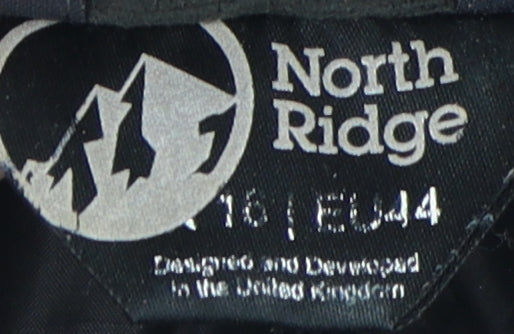 North
Ridge
16 | EU44
Designed and Developed
in the United Kingdom